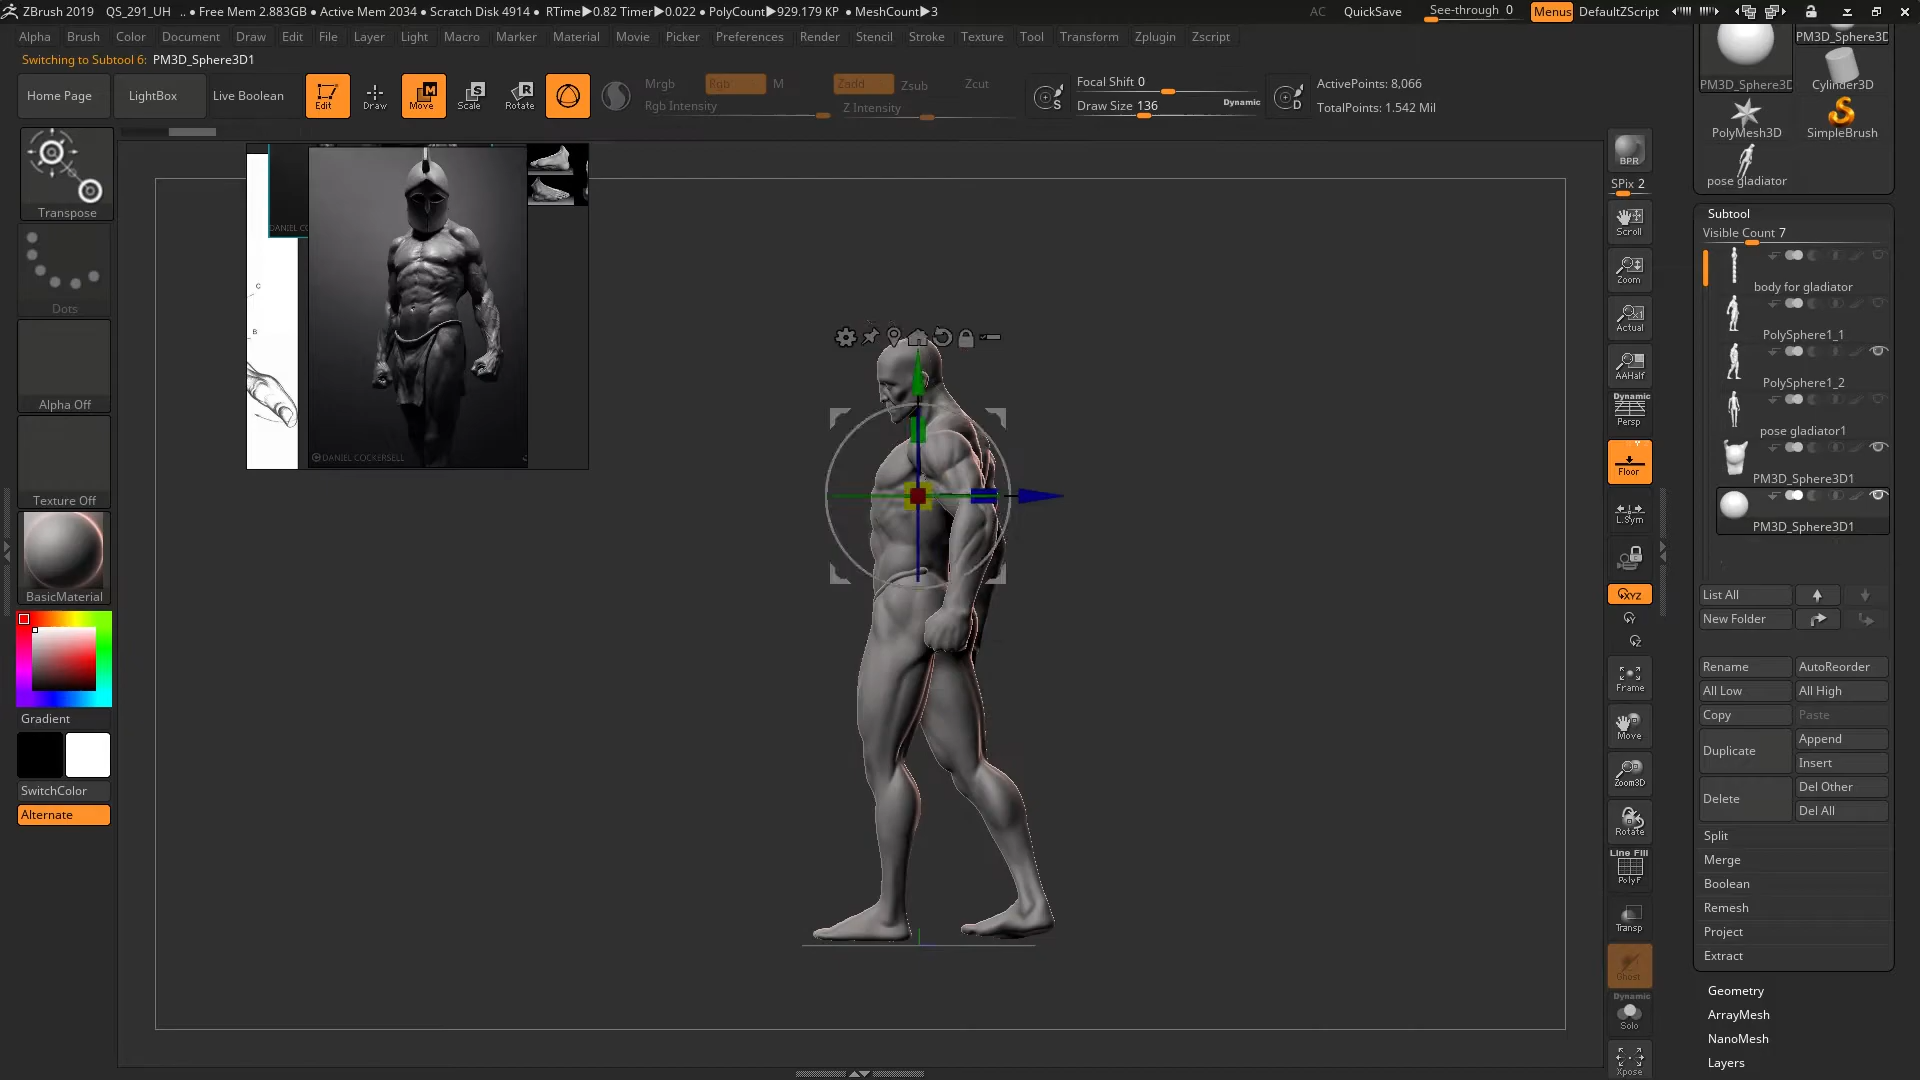 ZBrush 2019 QS_291_UH .. ● Free Mem 2.883GB ● Active Mem 2034 ● Scratch Disk 4914 ● RTime▶0.82 Timer▶0.022 ● PolyCount▶929.179 KP ● MeshCount▶3 AC QuickSave See-through 0 Menus DefaultZScript
Alpha Brush Color Document Draw Edit File Layer Light Macro Marker Material Movie Picker Preferences Render Stencil Stroke Texture Tool Transform Zplugin Zscript
Switching to Subtool 6: PM3D_Sphere3D1
Home Page LightBox Live Boolean Edit Draw Move Scale Rotate
Mrgb Rgb M Zadd Zsub Zcut
Rgb Intensity Z Intensity
Focal Shift 0
Draw Size 136 Dynamic
ActivePoints: 8,066
TotalPoints: 1.542 Mil
Transpose
Dots
Alpha Off
Texture Off
BasicMaterial
Gradient
SwitchColor
Alternate
DANIEL CO
C
B
DANIEL COCKERSELL
BPR
SPix 2
Scroll
Zoom
Actual
AAHalf
Dynamic
Persp
Floor
L.Sym
XYZ
Frame
Move
Zoom3D
Rotate
Line Fill
PolyF
Transp
Ghost
Dynamic
Solo
Xpose
PM3D_Sphere3D
PM3D_Sphere3D Cylinder3D
PolyMesh3D SimpleBrush
pose gladiator
Subtool
Visible Count 7
body for gladiator
PolySphere1_1
PolySphere1_2
pose gladiator1
PM3D_Sphere3D1
PM3D_Sphere3D1
List All
New Folder
Rename AutoReorder
All Low All High
Copy Paste
Duplicate Append
Insert
Delete Del Other
Del All
Split
Merge
Boolean
Remesh
Project
Extract
Geometry
ArrayMesh
NanoMesh
Layers